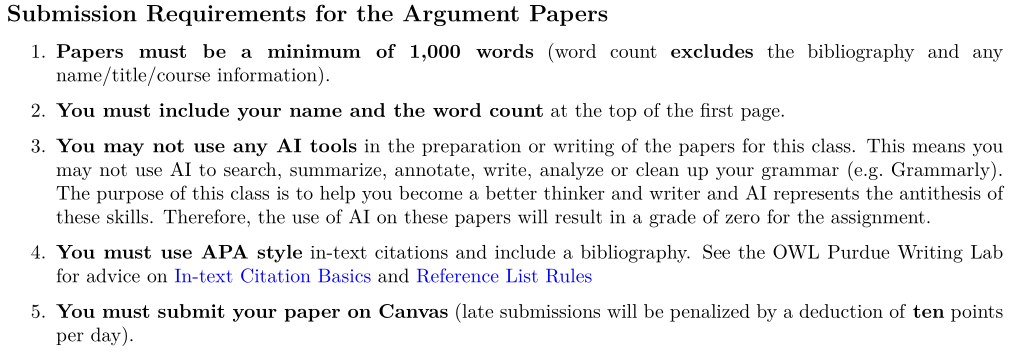 Submission Requirements for the Argument Papers
1. Papers must be a minimum of 1,000 words (word count excludes the bibliography and any
name/title/course information).
2. You must include your name and the word count at the top of the first page.
3. You may not use any AI tools in the preparation or writing of the papers for this class. This means you
may not use AI to search, summarize, annotate, write, analyze or clean up your grammar (e.g. Grammarly).
The purpose of this class is to help you become a better thinker and writer and AI represents the antithesis of
these skills. Therefore, the use of AI on these papers will result in a grade of zero for the assignment.
4. You must use APA style in-text citations and include a bibliography. See the OWL Purdue Writing Lab
for advice on In-text Citation Basics and Reference List Rules
5. You must submit your paper on Canvas (late submissions will be penalized by a deduction of ten points
per day).